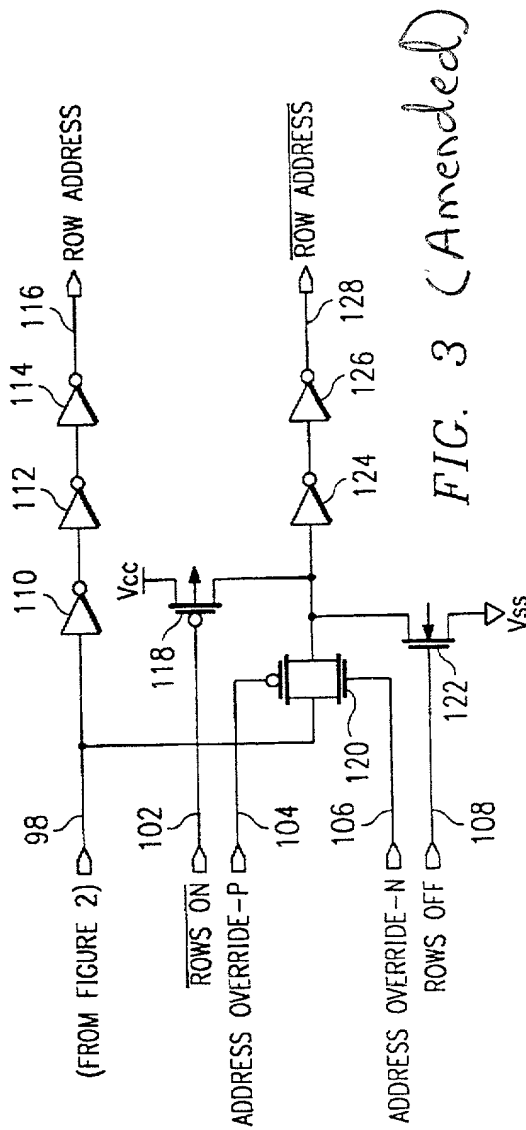 (FROM FIGURE 2)
98
110
112
114
116
ROW ADDRESS
Vcc
118
ROWS ON
102
ADDRESS OVERRIDE-P
104
120
124
126
128
ROW ADDRESS
ADDRESS OVERRIDE-N
106
ROWS OFF
108
122
Vss
FIG. 3 (Amended)